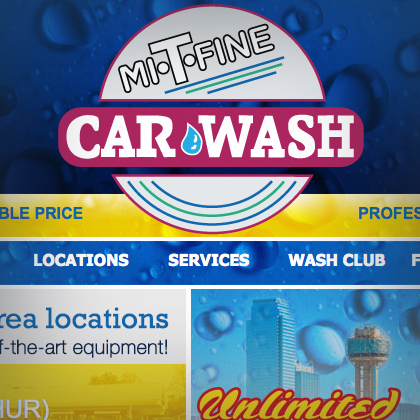 MI•T•FINE
CAR WASH
BLE PRICE
PROFES
LOCATIONS SERVICES WASH CLUB F
rea locations
f-the-art equipment!
HUR)
Unlimited